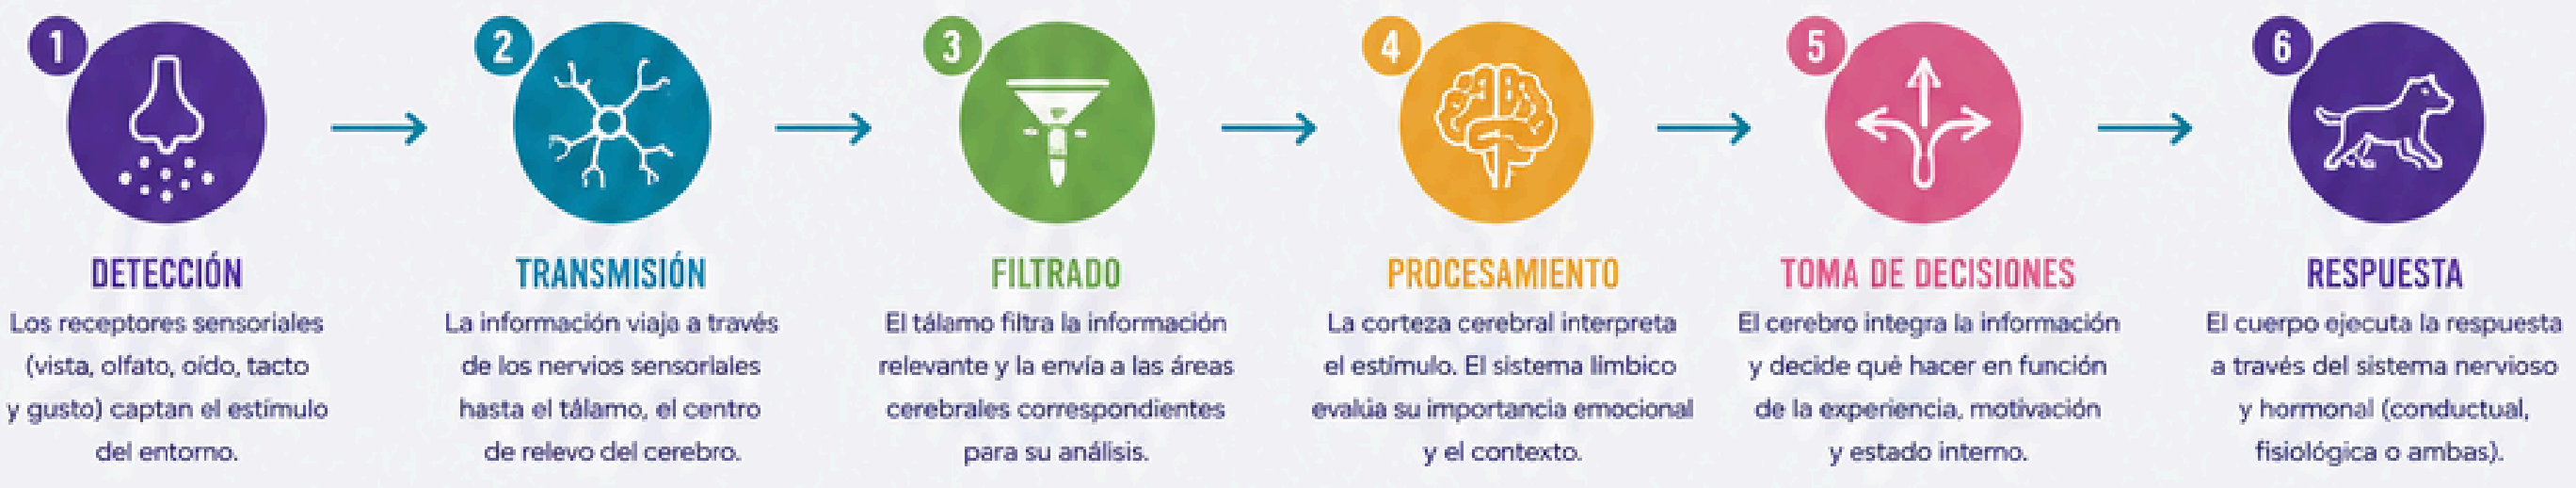 1
DETECCIÓN
Los receptores sensoriales
(vista, olfato, oído, tacto
y gusto) captan el estímulo
del entorno.
2
TRANSMISIÓN
La información viaja a través
de los nervios sensoriales
hasta el tálamo, el centro
de relevo del cerebro.
3
FILTRADO
El tálamo filtra la información
relevante y la envía a las áreas
cerebrales correspondientes
para su análisis.
4
PROCESAMIENTO
La corteza cerebral interpreta
el estímulo. El sistema límbico
evalúa su importancia emocional
y el contexto.
5
TOMA DE DECISIONES
El cerebro integra la información
y decide qué hacer en función
de la experiencia, motivación
y estado interno.
6
RESPUESTA
El cuerpo ejecuta la respuesta
a través del sistema nervioso
y hormonal (conductual,
fisiológica o ambas).